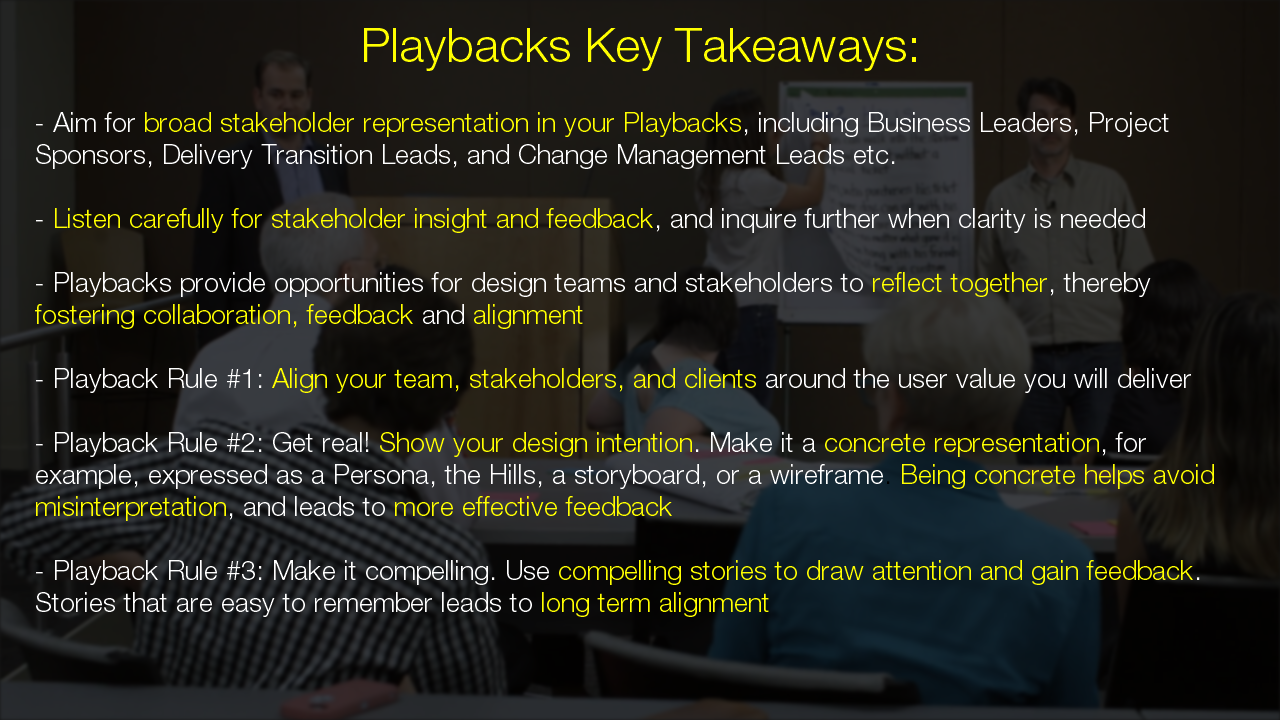 Playbacks Key Takeaways:
- Aim for broad stakeholder representation in your Playbacks, including Business Leaders, Project
Sponsors, Delivery Transition Leads, and Change Management Leads etc.
- Listen carefully for stakeholder insight and feedback, and inquire further when clarity is needed
- Playbacks provide opportunities for design teams and stakeholders to reflect together, thereby
fostering collaboration, feedback and alignment
- Playback Rule #1: Align your team, stakeholders, and clients around the user value you will deliver
- Playback Rule #2: Get real! Show your design intention. Make it a concrete representation, for
example, expressed as a Persona, the Hills, a storyboard, or a wireframe. Being concrete helps avoid
misinterpretation, and leads to more effective feedback
- Playback Rule #3: Make it compelling. Use compelling stories to draw attention and gain feedback.
Stories that are easy to remember leads to long term alignment